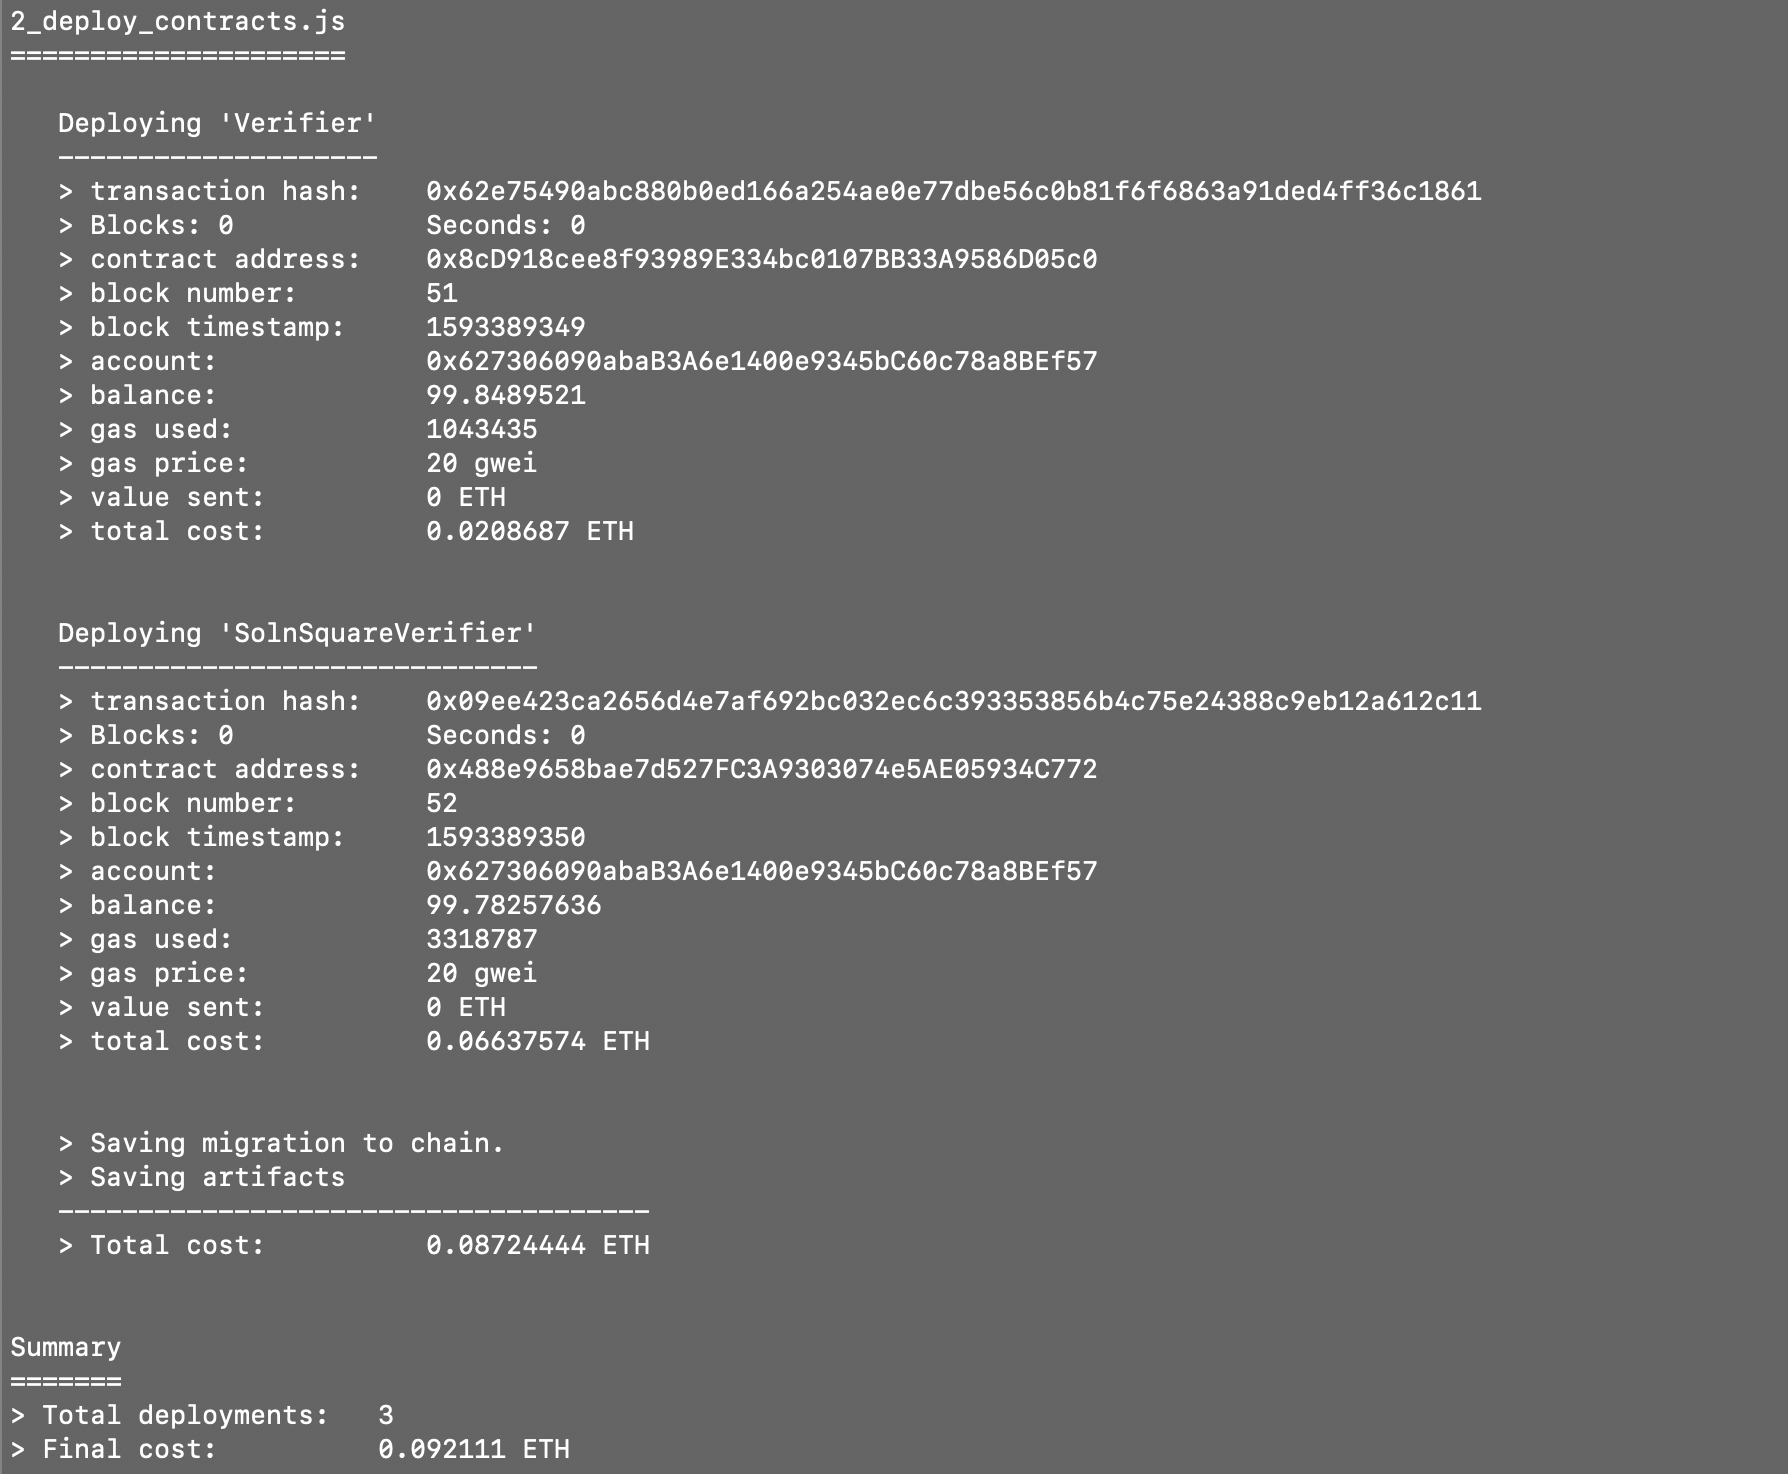 2_deploy_contracts.js
=====================
Deploying 'Verifier'
--------------------
> transaction hash:    0x62e75490abc880b0ed166a254ae0e77dbe56c0b81f6f6863a91ded4ff36c1861
> Blocks: 0            Seconds: 0
> contract address:    0x8cD918cee8f93989E334bc0107BB33A9586D05c0
> block number:        51
> block timestamp:     1593389349
> account:             0x627306090abaB3A6e1400e9345bC60c78a8BEf57
> balance:             99.8489521
> gas used:            1043435
> gas price:           20 gwei
> value sent:          0 ETH
> total cost:          0.0208687 ETH
Deploying 'SolnSquareVerifier'
------------------------------
> transaction hash:    0x09ee423ca2656d4e7af692bc032ec6c393353856b4c75e24388c9eb12a612c11
> Blocks: 0            Seconds: 0
> contract address:    0x488e9658bae7d527FC3A9303074e5AE05934C772
> block number:        52
> block timestamp:     1593389350
> account:             0x627306090abaB3A6e1400e9345bC60c78a8BEf57
> balance:             99.78257636
> gas used:            3318787
> gas price:           20 gwei
> value sent:          0 ETH
> total cost:          0.06637574 ETH
> Saving migration to chain.
> Saving artifacts
-------------------------------------
> Total cost:          0.08724444 ETH
Summary
=======
> Total deployments:   3
> Final cost:          0.092111 ETH